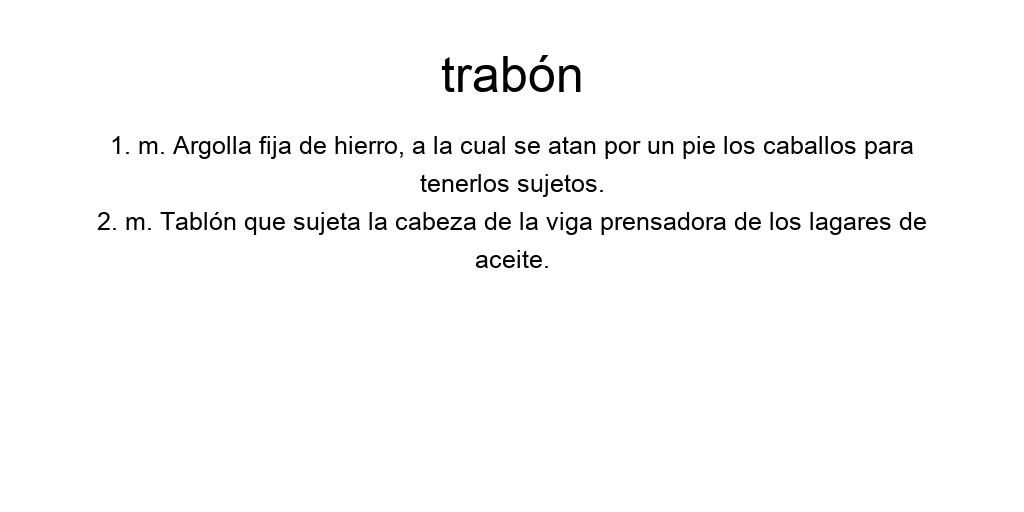 trabón
1. m. Argolla fija de hierro, a la cual se atan por un pie los caballos para
tenerlos sujetos.
2. m. Tablón que sujeta la cabeza de la viga prensadora de los lagares de
aceite.